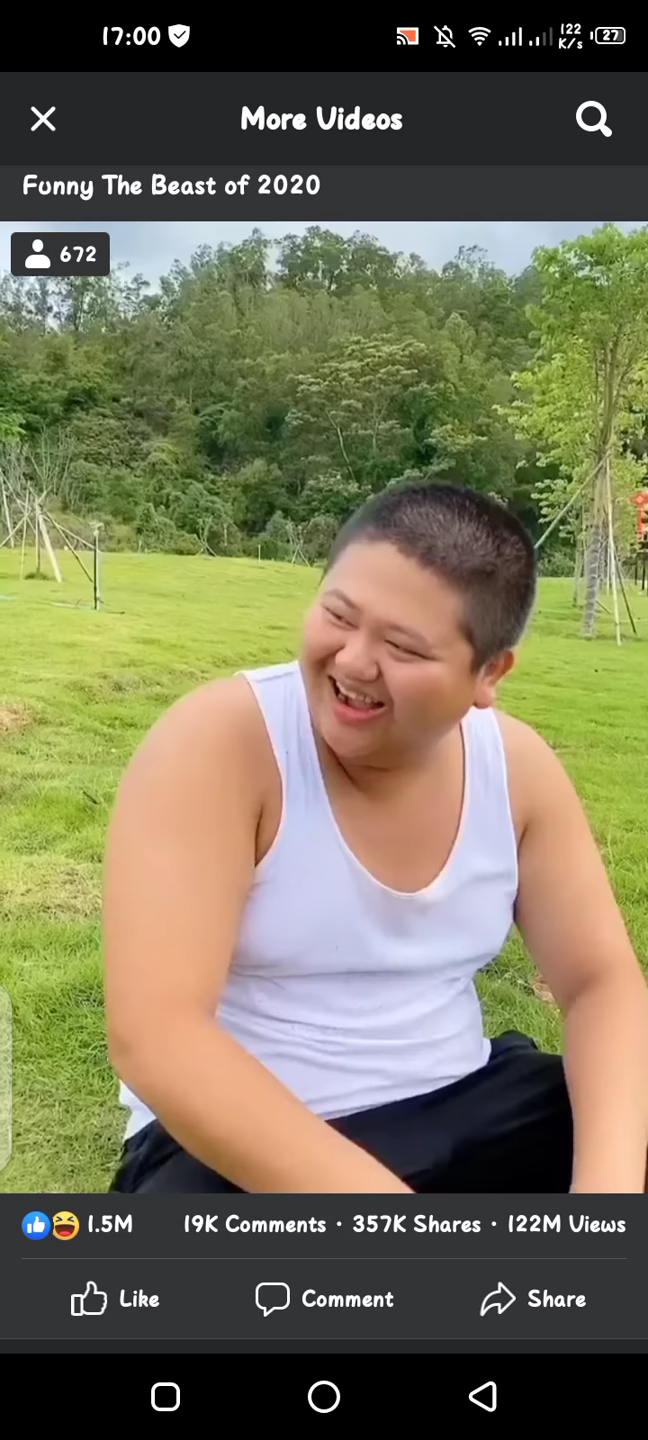 17:00
122
K/s
27
More Videos
Funny The Beast of 2020
672
1.5M 19K Comments · 357K Shares · 122M Views
Like Comment Share